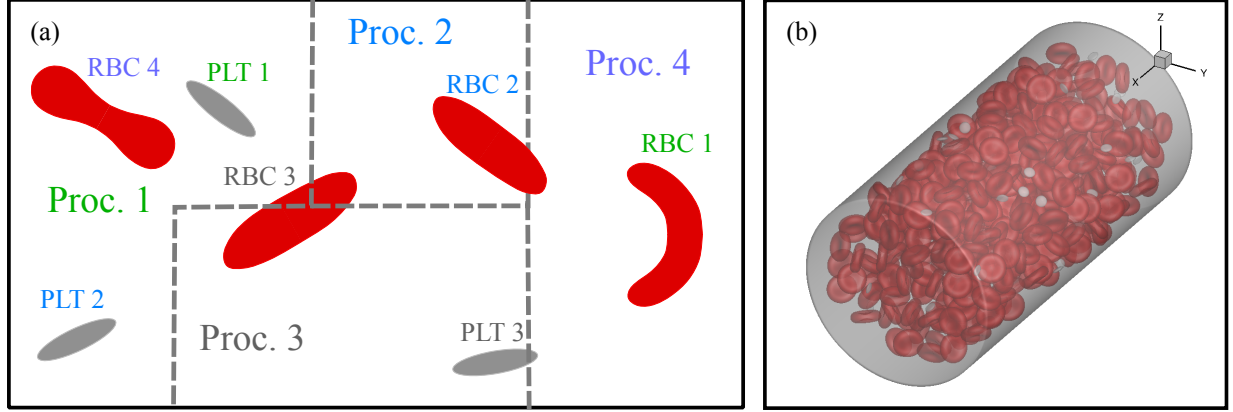 (a)
Proc. 2
RBC 4
PLT 1
RBC 2
Proc. 4
RBC 1
RBC 3
Proc. 1
PLT 2
Proc. 3
PLT 3
(b)
Z
X
Y